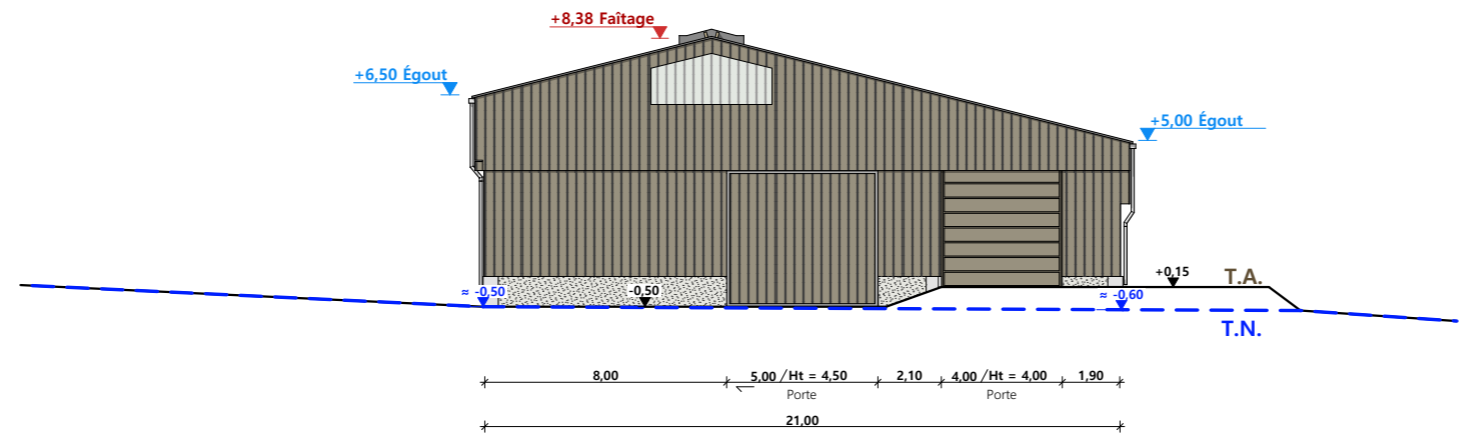 +8,38 Faîtage
+6,50 Égout
+5,00 Égout
+0,15
T.A.
≈ -0,50
-0,50
≈ -0,60
T.N.
8,00
5,00 /Ht = 4,50
2,10
4,00 /Ht = 4,00
1,90
Porte
Porte
21,00